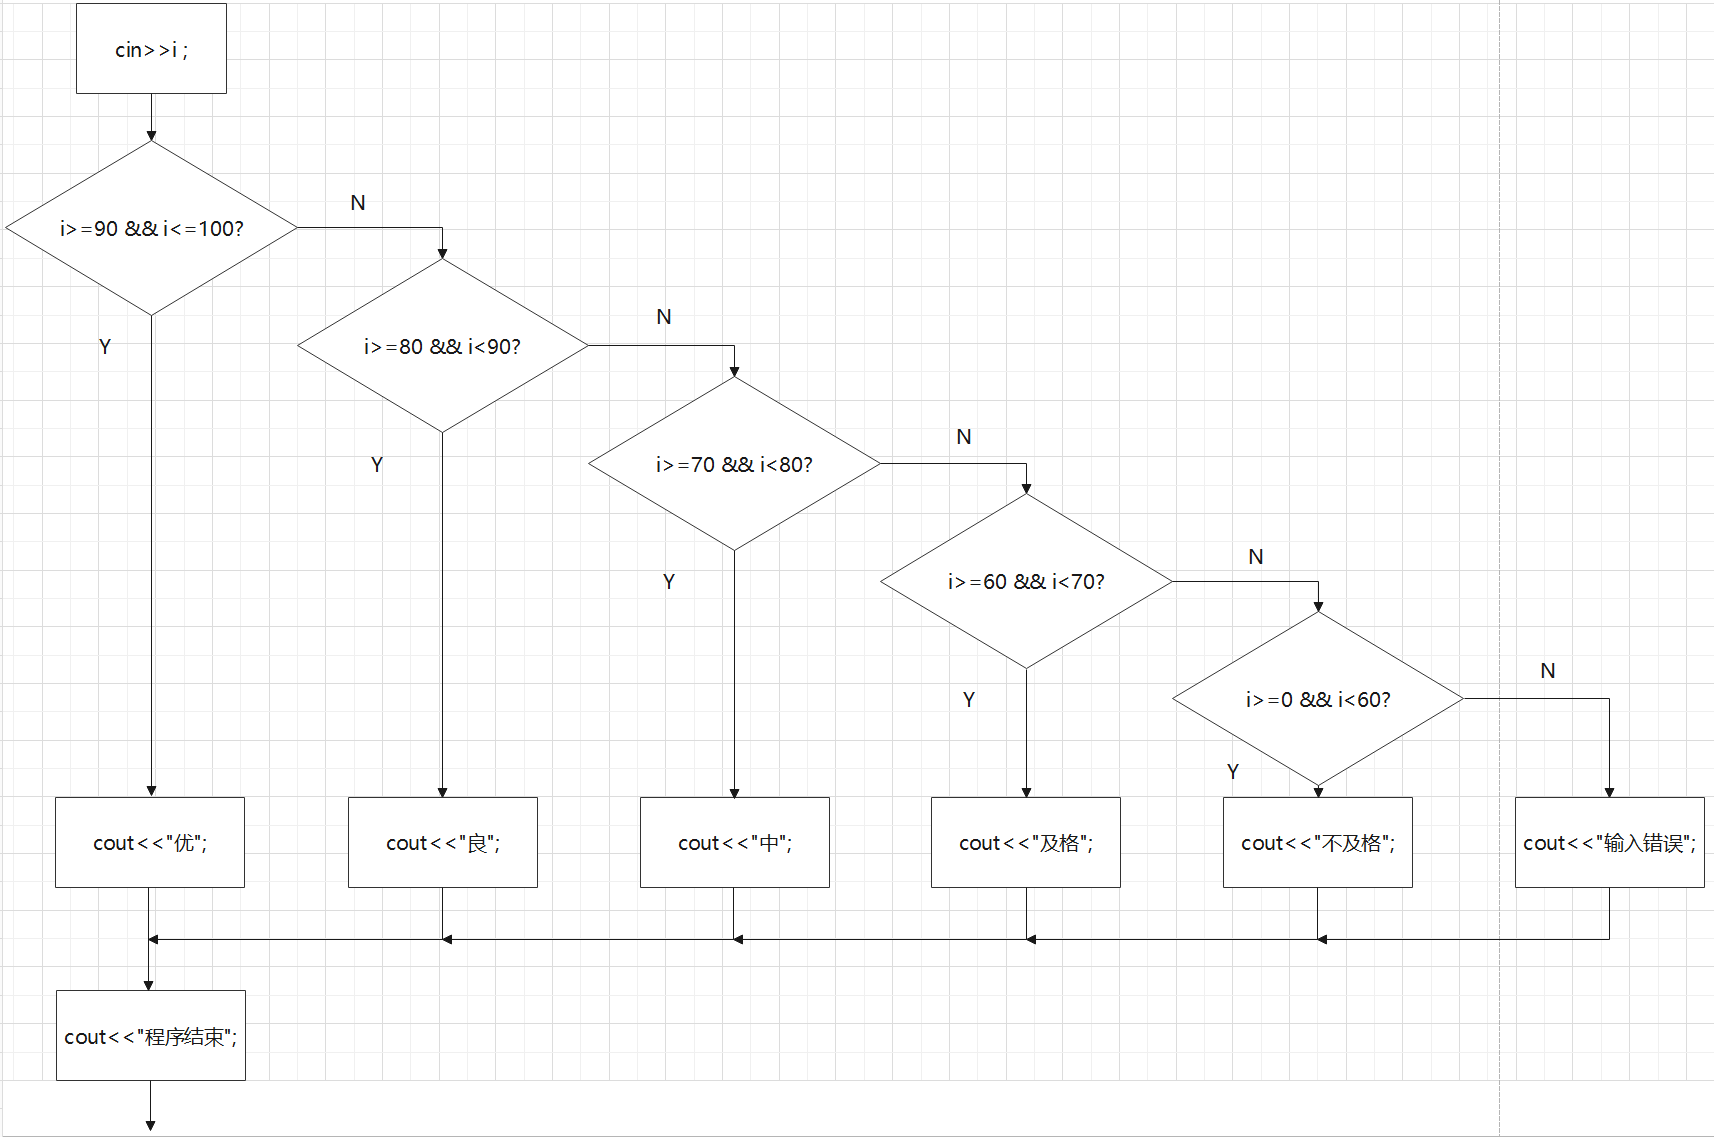 cin>>i ;
i>=90 && i<=100?
N
Y
i>=80 && i<90?
N
Y
i>=70 && i<80?
N
Y
i>=60 && i<70?
N
Y
i>=0 && i<60?
N
Y
cout<<"优";
cout<<"良";
cout<<"中";
cout<<"及格";
cout<<"不及格";
cout<<"输入错误";
cout<<"程序结束";